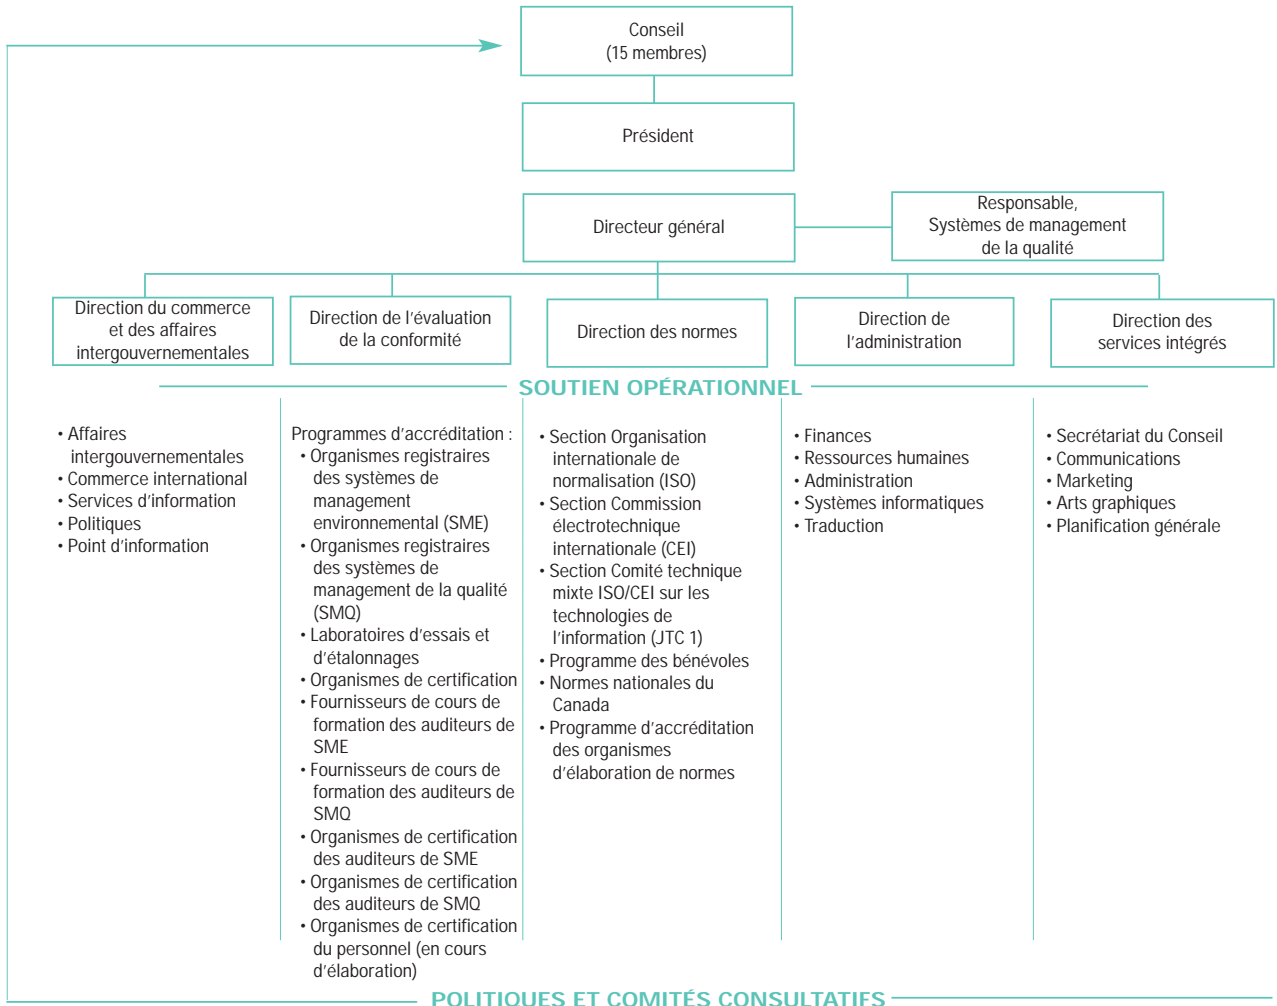 Conseil
(15 membres)
Président
Directeur général
Responsable,
Systèmes de management
de la qualité
Direction du commerce
et des affaires
intergouvernementales
Direction de l'évaluation
de la conformité
Direction des normes
Direction de
l'administration
Direction des
services intégrés
SOUTIEN OPÉRATIONNEL
• Affaires
intergouvernementales
• Commerce international
• Services d'information
• Politiques
• Point d'information
Programmes d'accréditation :
• Organismes registraires
des systèmes de
management
environnemental (SME)
• Organismes registraires
des systèmes de
management de la qualité
(SMQ)
• Laboratoires d'essais et
d'étalonnages
• Organismes de certification
• Fournisseurs de cours de
formation des auditeurs de
SME
• Fournisseurs de cours de
formation des auditeurs de
SMQ
• Organismes de certification
des auditeurs de SME
• Organismes de certification
des auditeurs de SMQ
• Organismes de certification
du personnel (en cours
d'élaboration)
• Section Organisation
internationale de
normalisation (ISO)
• Section Commission
électrotechnique
internationale (CEI)
• Section Comité technique
mixte ISO/CEI sur les
technologies de
l'information (JTC 1)
• Programme des bénévoles
• Normes nationales du
Canada
• Programme d'accréditation
des organismes
d'élaboration de normes
• Finances
• Ressources humaines
• Administration
• Systèmes informatiques
• Traduction
• Secrétariat du Conseil
• Communications
• Marketing
• Arts graphiques
• Planification générale
POLITIQUES ET COMITÉS CONSULTATIFS